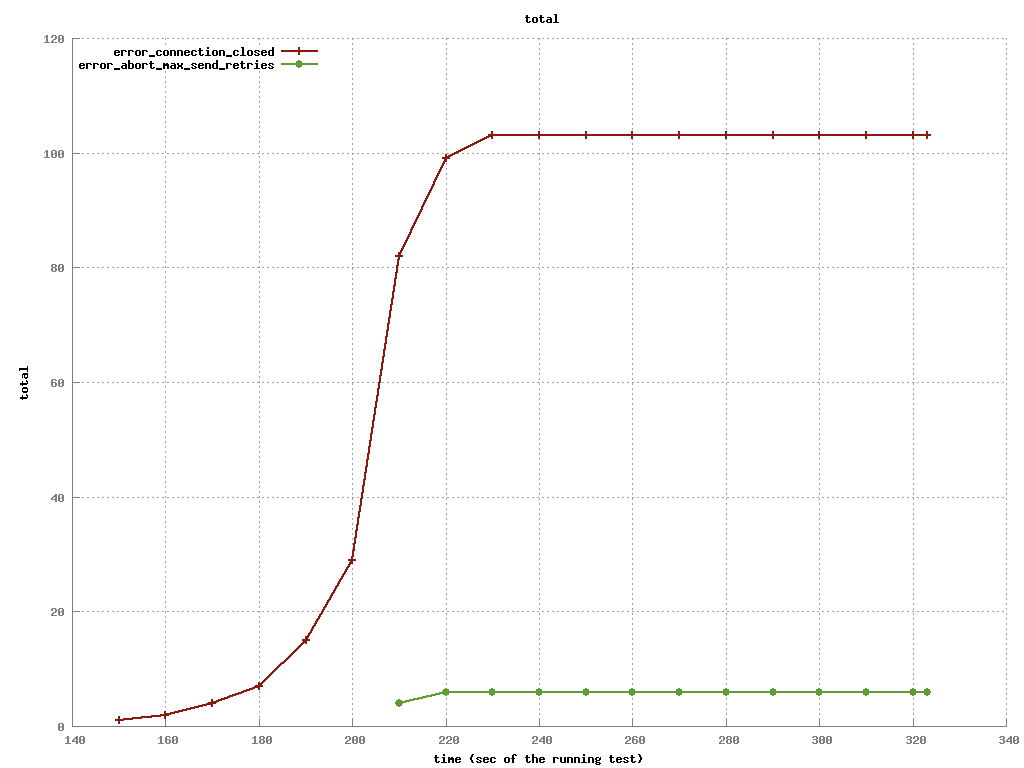 total
error_connection_closed
error_abort_max_send_retries
120
100
80
60
40
20
0
total
140 160 180 200 220 240 260 280 300 320 340
time (sec of the running test)